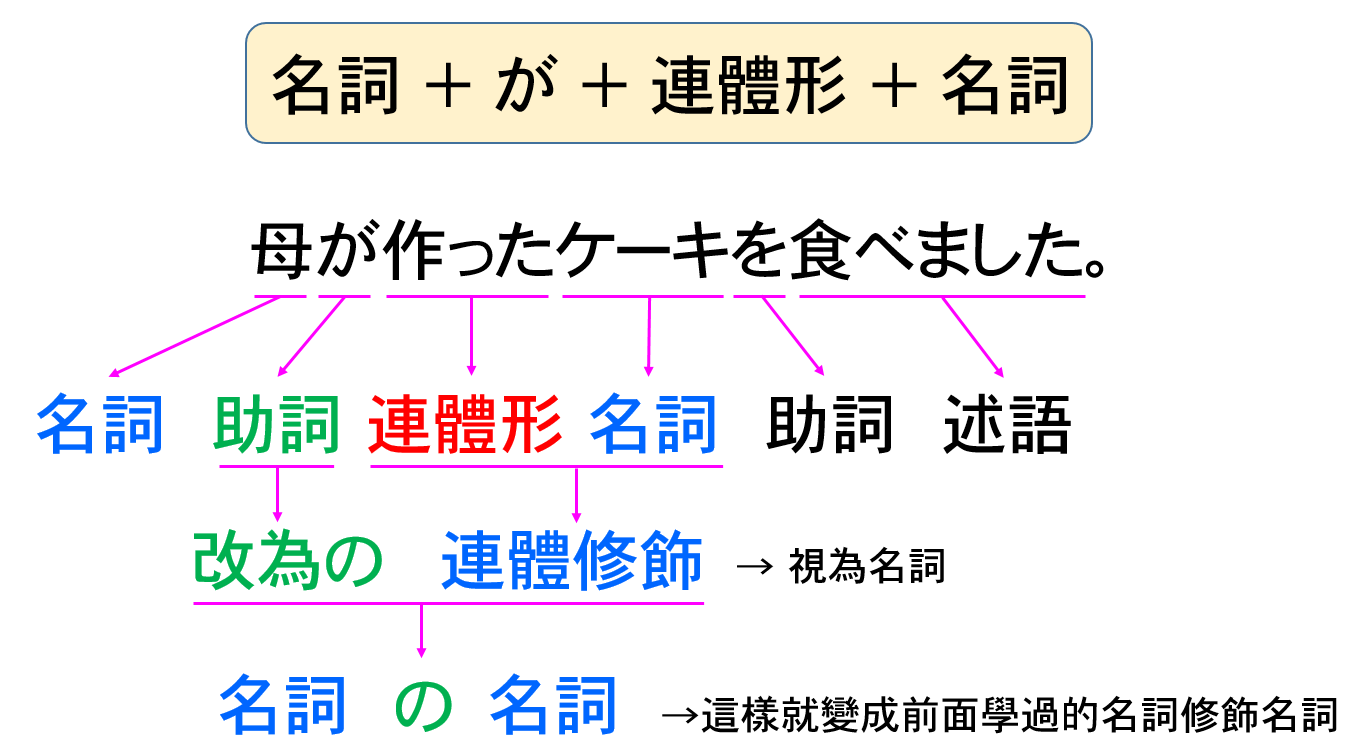 名詞 + が + 連體形 + 名詞
母が作ったケーキを食べました。
名詞 助詞 連體形 名詞 助詞 述語
改為の 連體修飾 → 視為名詞
名詞 の 名詞 →這樣就變成前面學過的名詞修飾名詞